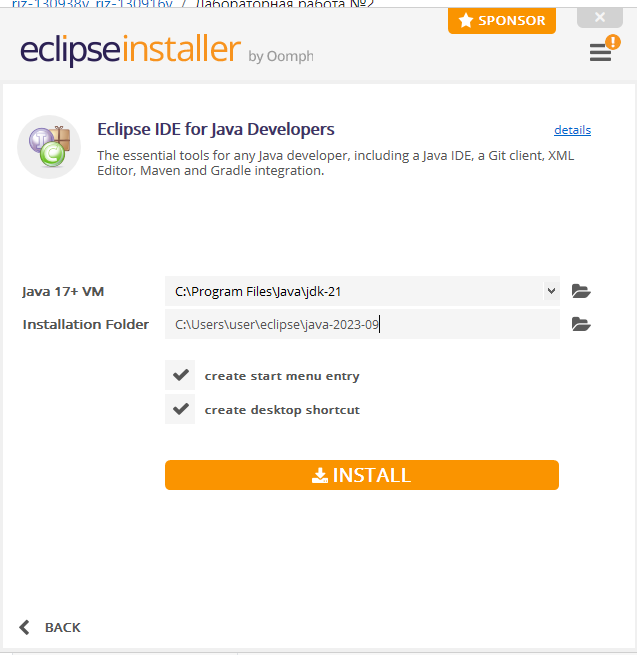 riz-130938v, riz-130916v / Лабораторная работа №2
SPONSOR
eclipseinstaller by Oomph
Eclipse IDE for Java Developers
details
The essential tools for any Java developer, including a Java IDE, a Git client, XML
Editor, Maven and Gradle integration.
Java 17+ VM
C:\Program Files\Java\jdk-21
Installation Folder
C:\Users\user\eclipse\java-2023-09
create start menu entry
create desktop shortcut
INSTALL
BACK